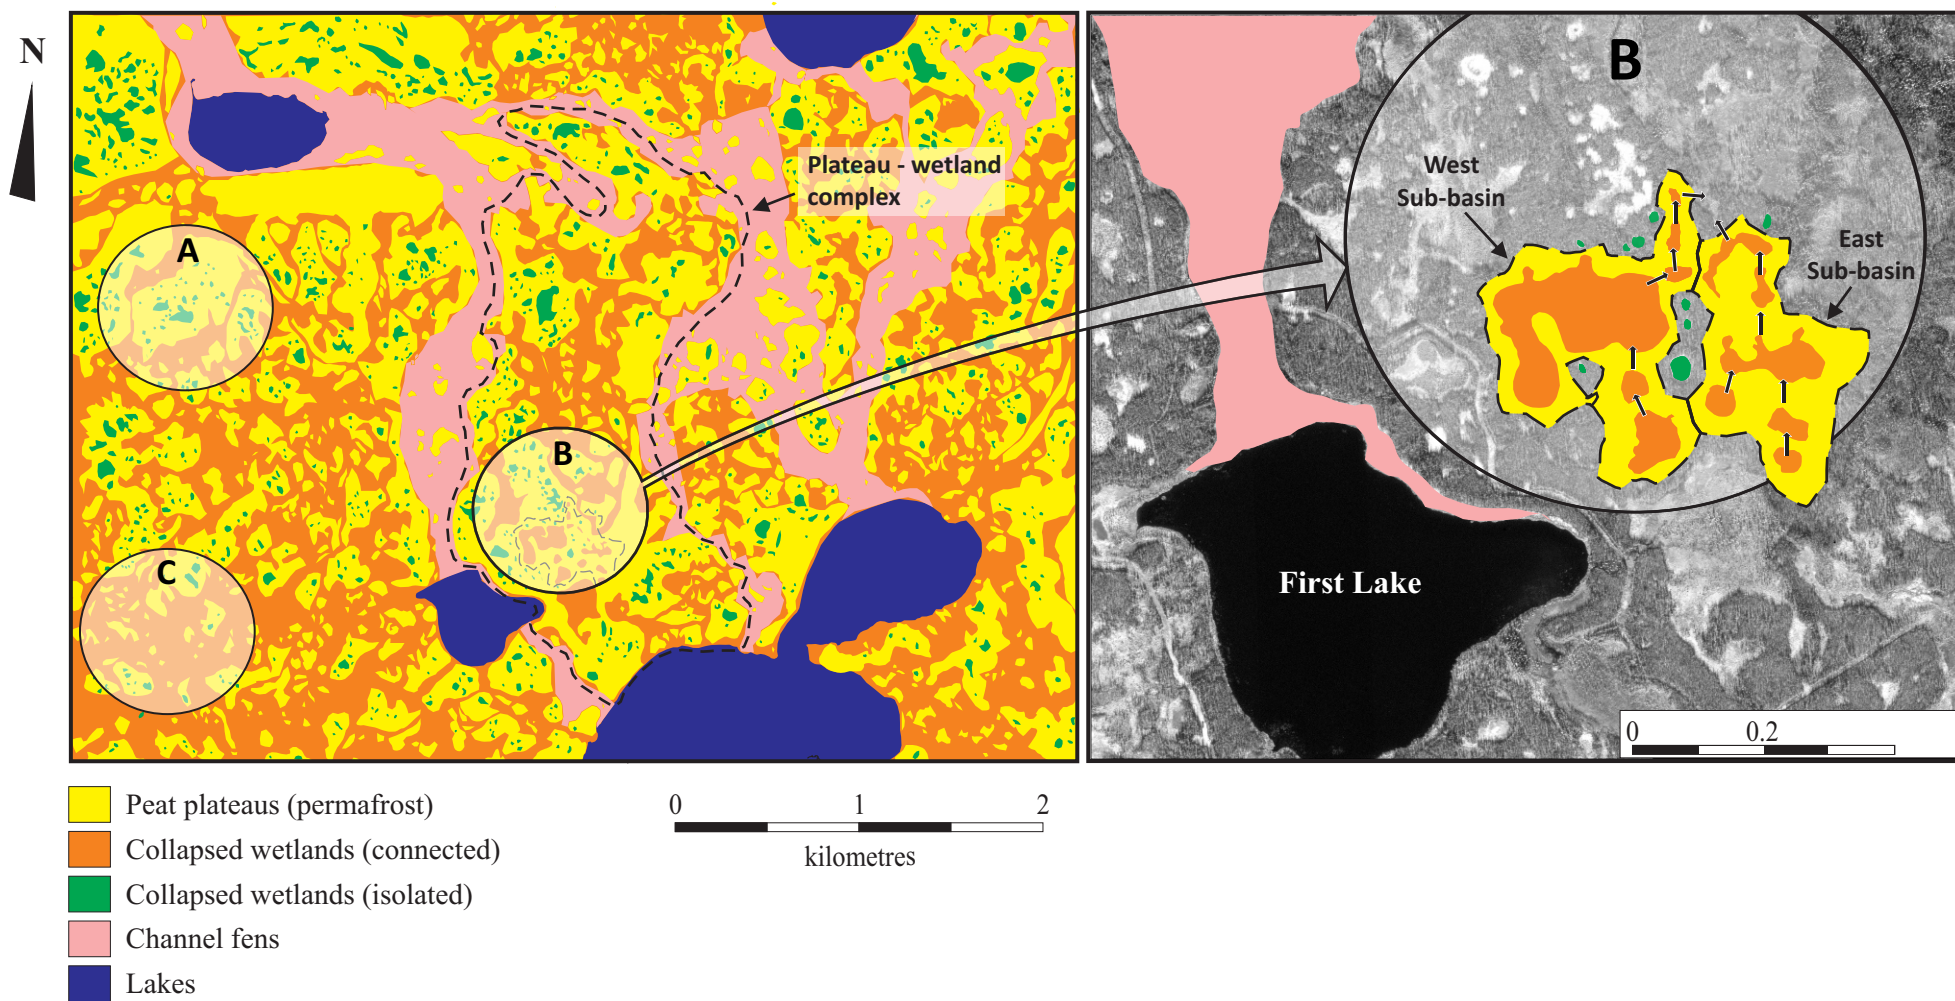 N
A
B
C
Plateau - wetland
complex
B
West
Sub-basin
East
Sub-basin
First Lake
0 0.2
Peat plateaus (permafrost)
Collapsed wetlands (connected)
Collapsed wetlands (isolated)
Channel fens
Lakes
0 1 2
kilometres